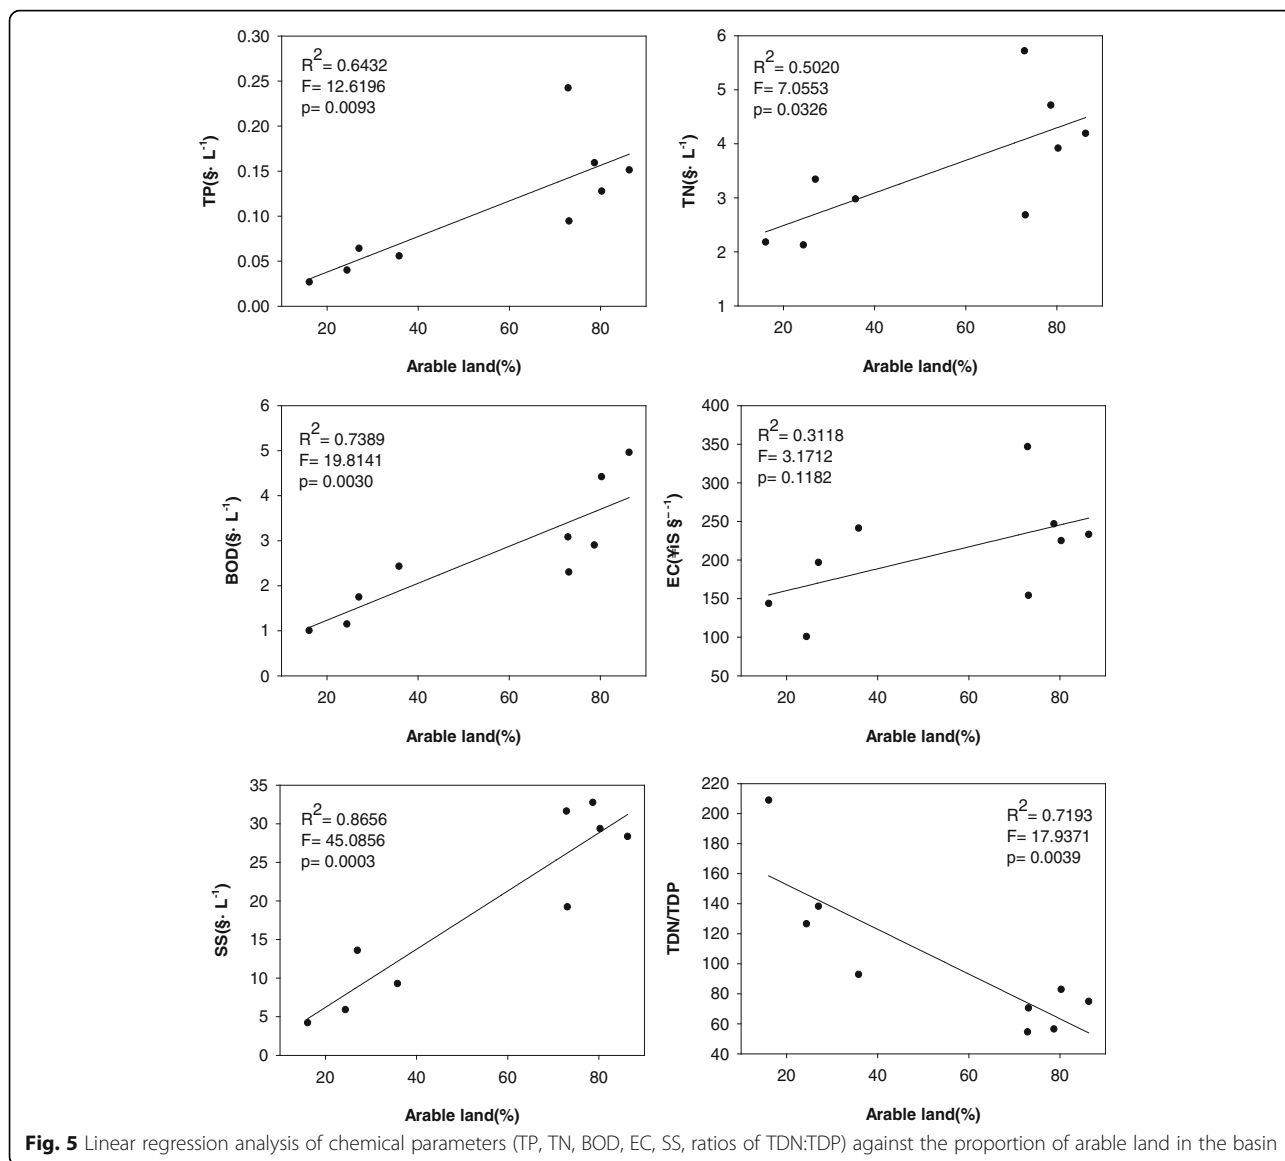 0.30
0.25
0.20
0.15
0.10
0.05
0.00
TP(§· L-1)
R2= 0.6432
F= 12.6196
p= 0.0093
20 40 60 80
Arable land(%)
6
5
4
3
2
1
TN(§· L-1)
R2= 0.5020
F= 7.0553
p= 0.0326
20 40 60 80
Arable land(%)
6
5
4
3
2
1
0
BOD(§· L-1)
R2= 0.7389
F= 19.8141
p= 0.0030
20 40 60 80
Arable land(%)
400
350
300
250
200
150
100
50
EC(¥ìS §¯-1)
R2= 0.3118
F= 3.1712
p= 0.1182
20 40 60 80
Arable land(%)
35
30
25
20
15
10
5
0
SS(§· L-1)
R2= 0.8656
F= 45.0856
p= 0.0003
20 40 60 80
Arable land(%)
220
200
180
160
140
120
100
80
60
40
TDN/TDP
R2= 0.7193
F= 17.9371
p= 0.0039
20 40 60 80
Arable land(%)
Fig. 5 Linear regression analysis of chemical parameters (TP, TN, BOD, EC, SS, ratios of TDN:TDP) against the proportion of arable land in the basin